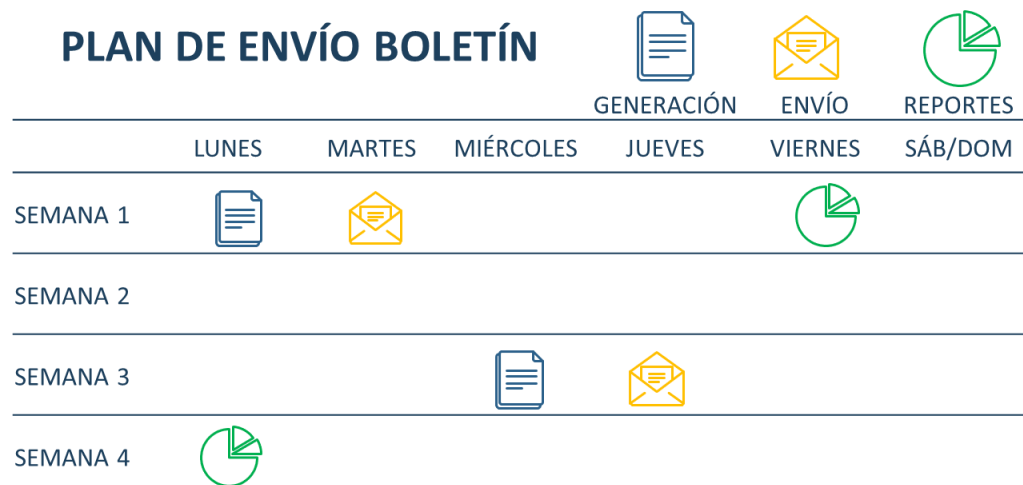 PLAN DE ENVÍO BOLETÍN
GENERACIÓN ENVÍO REPORTES
LUNES MARTES MIÉRCOLES JUEVES VIERNES SÁB/DOM
SEMANA 1
SEMANA 2
SEMANA 3
SEMANA 4